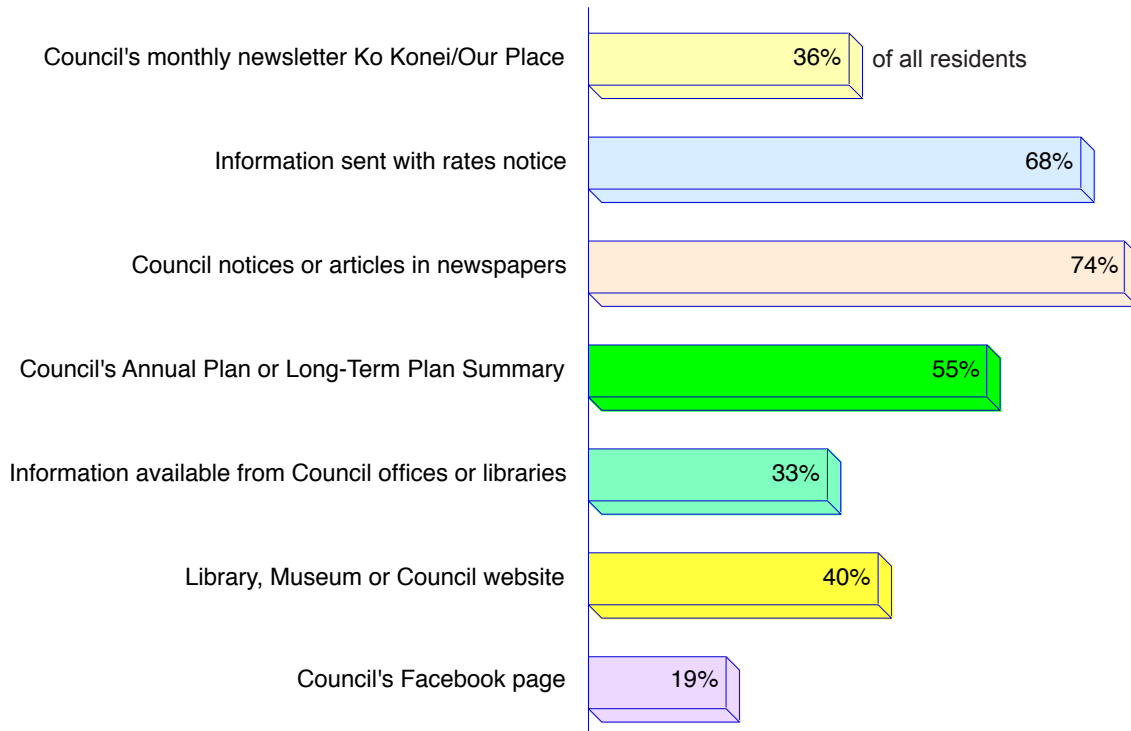 Council's monthly newsletter Ko Konei/Our Place 36% of all residents
Information sent with rates notice 68%
Council notices or articles in newspapers 74%
Council's Annual Plan or Long-Term Plan Summary 55%
Information available from Council offices or libraries 33%
Library, Museum or Council website 40%
Council's Facebook page 19%